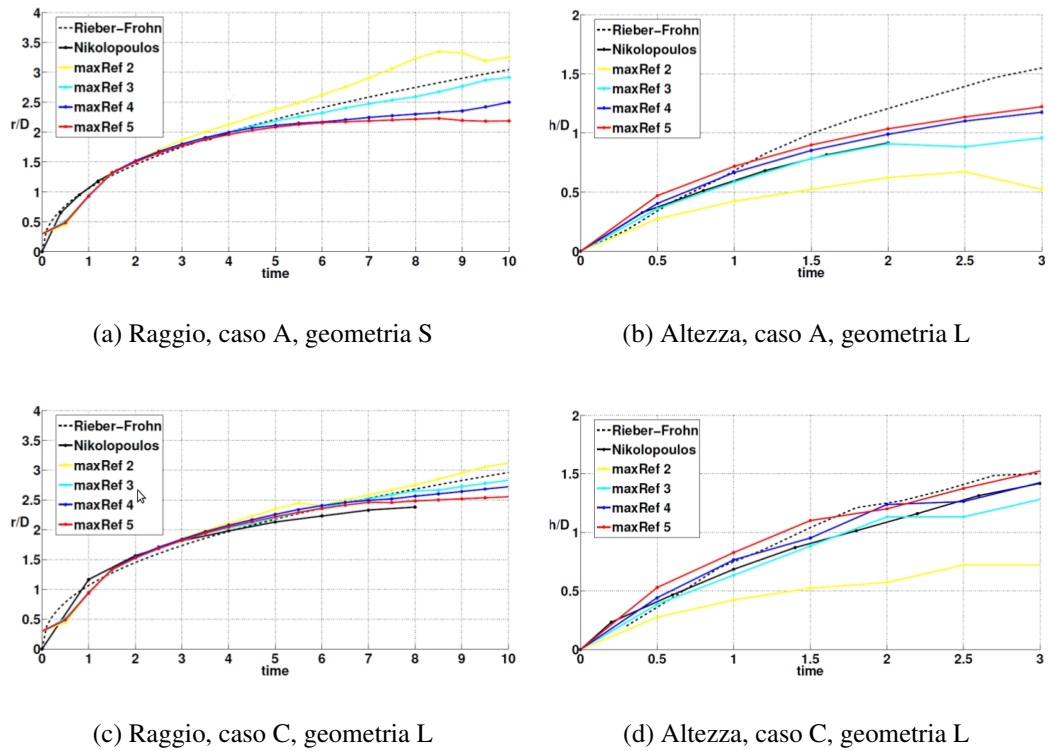 4
3.5
3
2.5
r/D
2
1.5
1
0.5
0
Rieber-Frohn
Nikolopoulos
maxRef 2
maxRef 3
maxRef 4
maxRef 5
0 1 2 3 4 5 6 7 8 9 10
time
2
1.5
1
h/D
0.5
0
Rieber-Frohn
Nikolopoulos
maxRef 2
maxRef 3
maxRef 4
maxRef 5
0.5 1 1.5 2 2.5 3
time
(a) Raggio, caso A, geometria S
(b) Altezza, caso A, geometria L
4
3.5
3
2.5
r/D
2
1.5
1
0.5
0
Rieber-Frohn
Nikolopoulos
maxRef 2
maxRef 3
maxRef 4
maxRef 5
0 1 2 3 4 5 6 7 8 9 10
time
2
1.5
1
h/D
0.5
0
Rieber-Frohn
Nikolopoulos
maxRef 2
maxRef 3
maxRef 4
maxRef 5
0.5 1 1.5 2 2.5 3
time
(c) Raggio, caso C, geometria L
(d) Altezza, caso C, geometria L